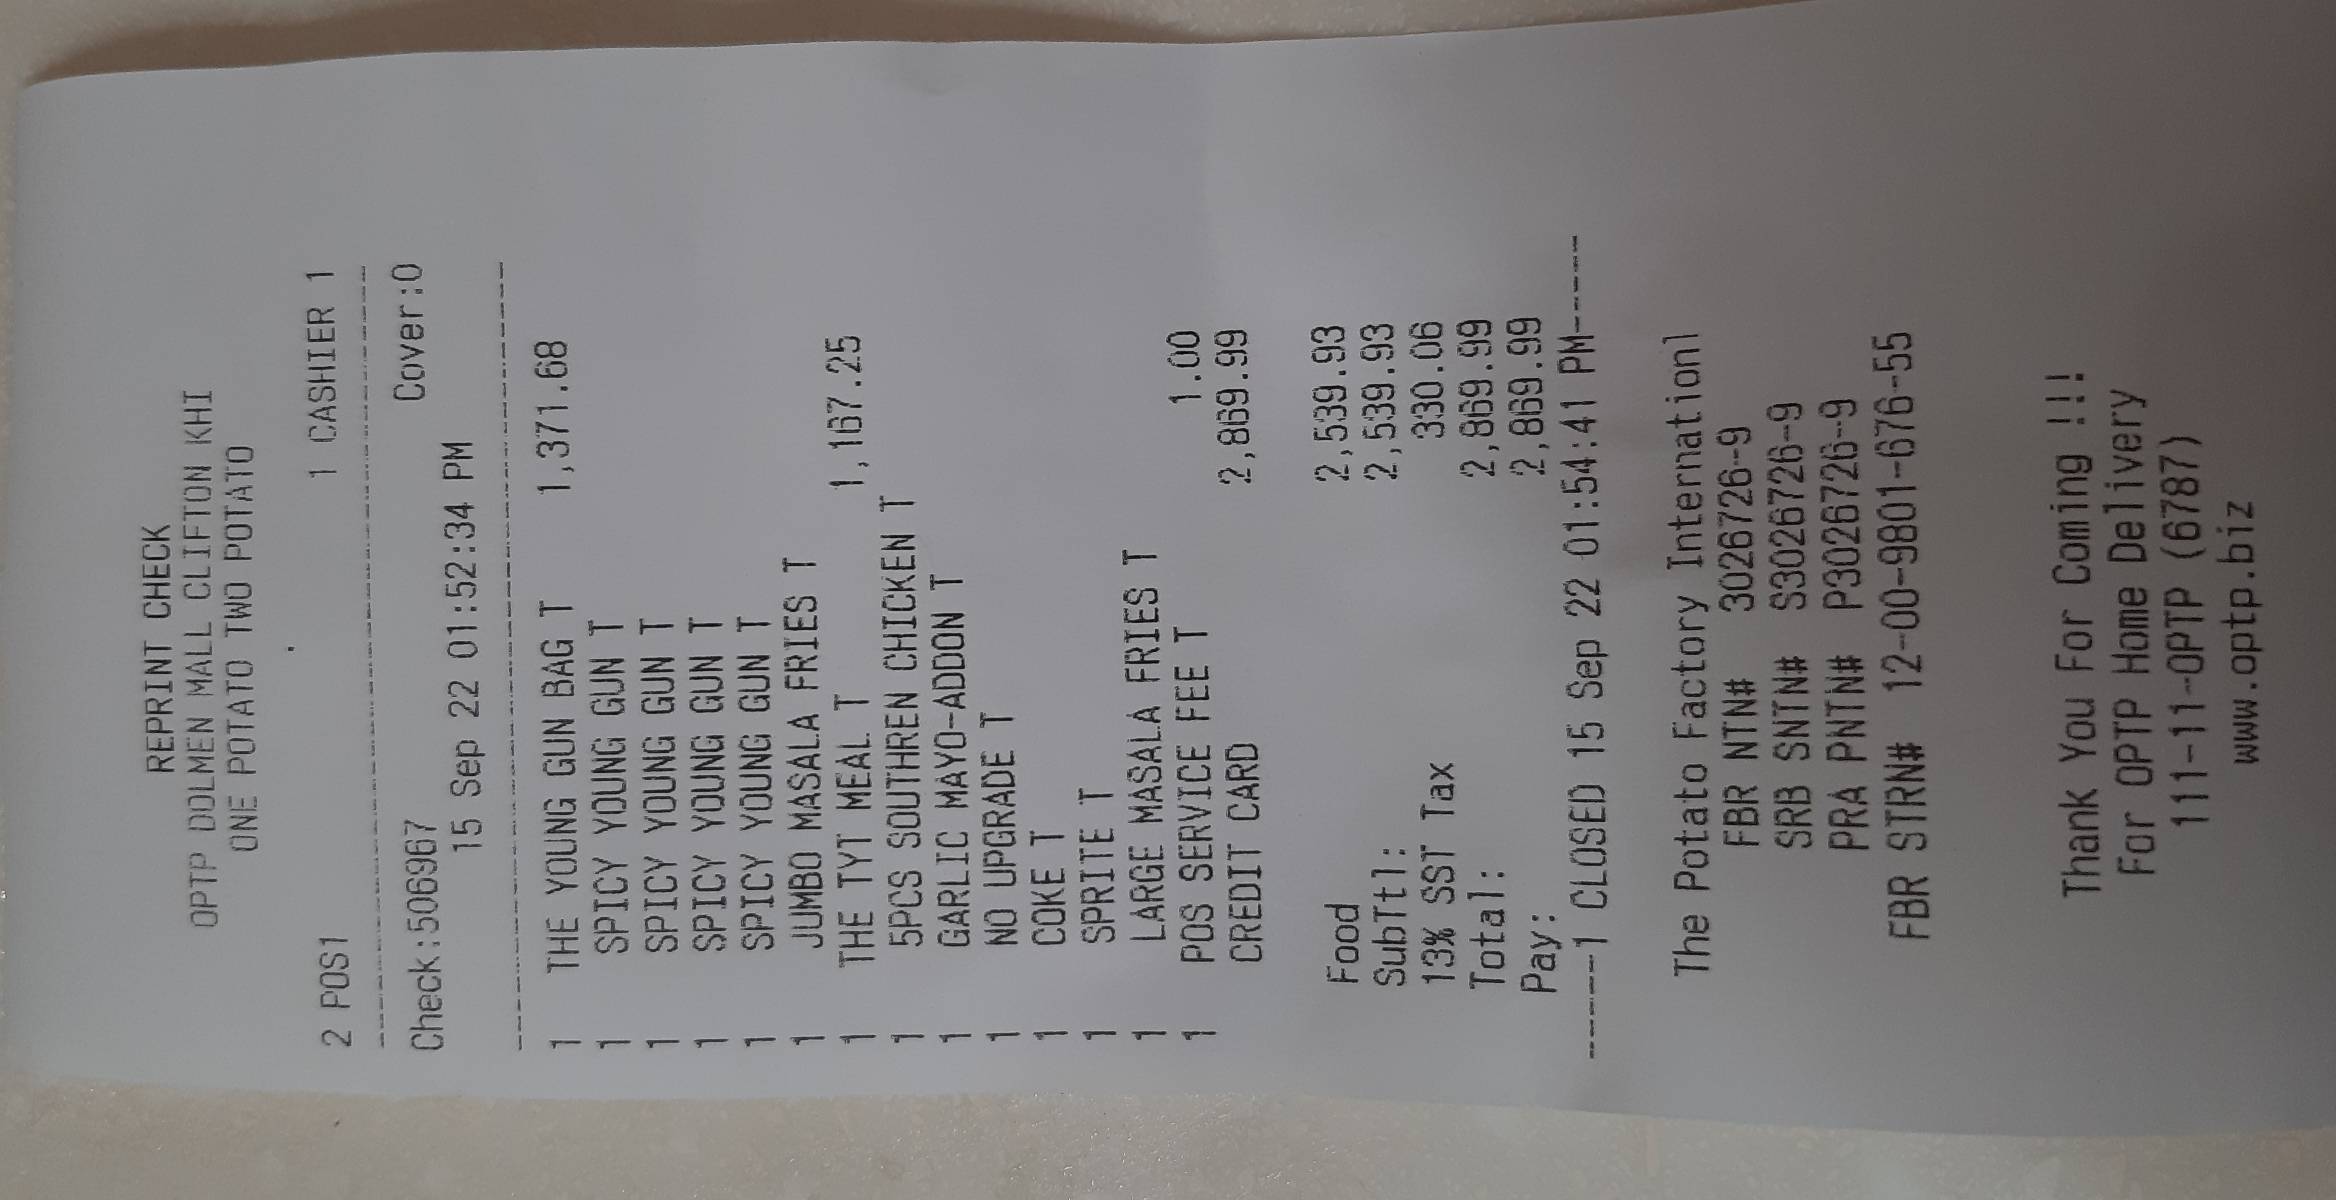 REPRINT CHECK
OPTP DOLMEN MALL CLIFTON KHI
ONE POTATO TWO POTATO
2 POS1 1 CASHIER 1
Check:506967 Cover:0
15 Sep 22 01:52:34 PM
1 THE YOUNG GUN BAG T 1,371.68
1 SPICY YOUNG GUN T
1 SPICY YOUNG GUN T
1 SPICY YOUNG GUN T
1 SPICY YOUNG GUN T
1 JUMBO MASALA FRIES T
1 THE TYT MEAL T 1,167.25
1 5PCS SOUTHREN CHICKEN T
1 GARLIC MAYO-ADDON T
1 NO UPGRADE T
1 COKE T
1 SPRITE T
1 LARGE MASALA FRIES T
1 POS SERVICE FEE T 1.00
CREDIT CARD 2,869.99
Food 2,539.93
SubTtl: 2,539.93
13% SST Tax 330.06
Total: 2,869.99
Pay: 2,869.99
-----1 CLOSED 15 Sep 22 01:54:41 PM-----
The Potato Factory Internationl
FBR NTN# 3026726-9
SRB SNTN# S3026726-9
PRA PNTN# P3026726-9
FBR STRN# 12-00-9801-676-55
Thank You For Coming !!!
For OPTP Home Delivery
111-11-OPTP (6787)
www.optp.biz